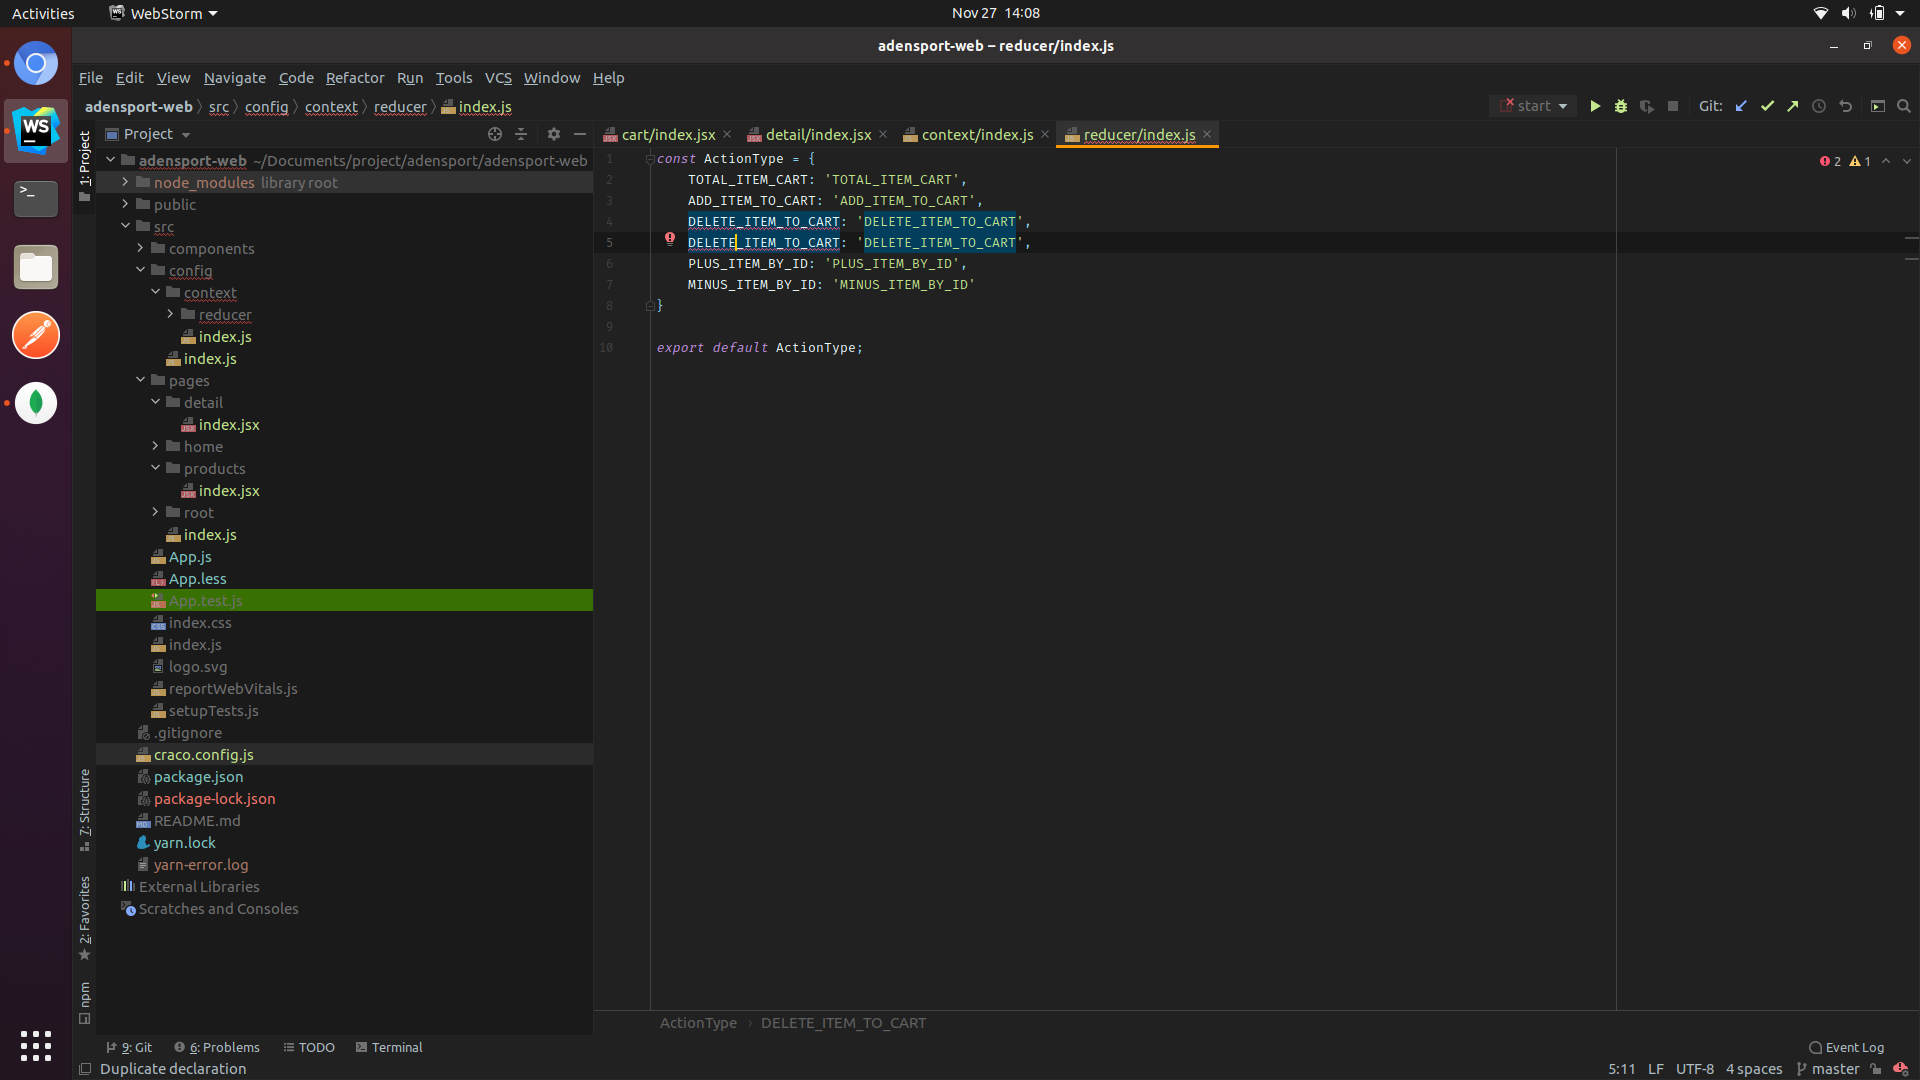 Activities WebStorm Nov 27 14:08
adensport-web – reducer/index.js
File Edit View Navigate Code Refactor Run Tools VCS Window Help
adensport-web src config context reducer index.js start Git:
1: Project
Project
cart/index.jsx detail/index.jsx context/index.js reducer/index.js
adensport-web ~/Documents/project/adensport/adensport-web
node_modules library root
public
src
components
config
context
reducer
index.js
index.js
pages
detail
index.jsx
home
products
index.jsx
root
index.js
App.js
App.less
App.test.js
index.css
index.js
logo.svg
reportWebVitals.js
setupTests.js
.gitignore
craco.config.js
package.json
package-lock.json
README.md
yarn.lock
yarn-error.log
External Libraries
Scratches and Consoles
7: Structure
2: Favorites
npm
1 const ActionType = {
2 TOTAL_ITEM_CART: 'TOTAL_ITEM_CART',
3 ADD_ITEM_TO_CART: 'ADD_ITEM_TO_CART',
4 DELETE_ITEM_TO_CART: 'DELETE_ITEM_TO_CART',
5 DELETE_ITEM_TO_CART: 'DELETE_ITEM_TO_CART',
6 PLUS_ITEM_BY_ID: 'PLUS_ITEM_BY_ID',
7 MINUS_ITEM_BY_ID: 'MINUS_ITEM_BY_ID'
8 }
9
10 export default ActionType;
2 1
ActionType › DELETE_ITEM_TO_CART
9: Git 6: Problems TODO Terminal Event Log
Duplicate declaration 5:11 LF UTF-8 4 spaces master